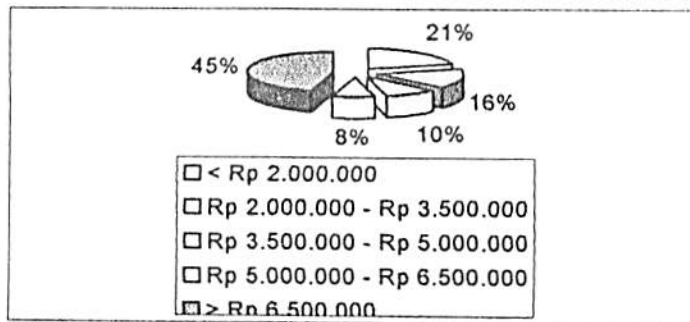 21%
45%
16%
10%
8%
< Rp 2.000.000
Rp 2.000.000 - Rp 3.500.000
Rp 3.500.000 - Rp 5.000.000
Rp 5.000.000 - Rp 6.500.000
> Rp 6.500.000